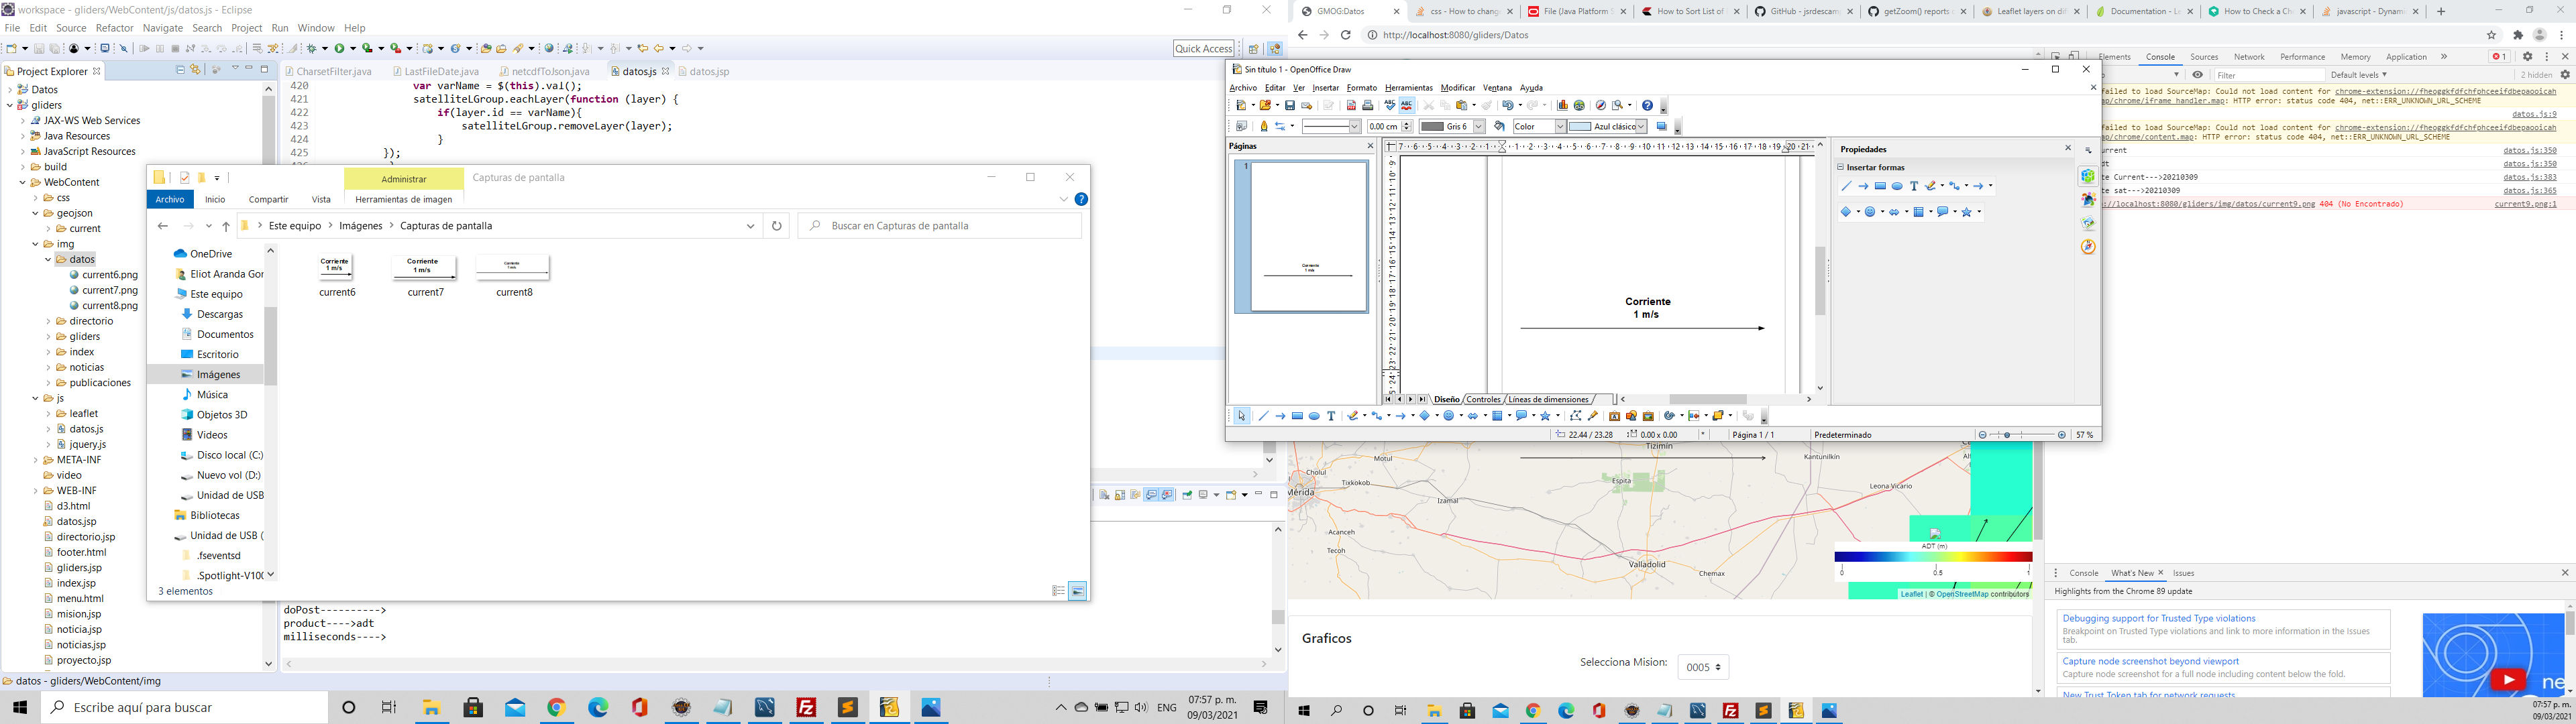 workspace - gliders/WebContent/js/datos.js - Eclipse
File Edit Source Refactor Navigate Search Project Run Window Help
Quick Access
Project Explorer
Datos
gliders
JAX-WS Web Services
Java Resources
JavaScript Resources
build
WebContent
css
geojson
current
img
datos
current6.png
current7.png
current8.png
directorio
gliders
index
noticias
publicaciones
js
leaflet
datos.js
jquery.js
META-INF
video
WEB-INF
d3.html
datos.jsp
directorio.jsp
footer.html
gliders.jsp
index.jsp
menu.html
mision.jsp
noticia.jsp
noticias.jsp
proyecto.jsp
datos - gliders/WebContent/img
CharsetFilter.java LastFileDate.java netcdfToJson.java datos.js datos.jsp
420 var varName = $(this).val();
421 satelliteLGroup.eachLayer(function (layer) {
422 if(layer.id == varName){
423 satelliteLGroup.removeLayer(layer);
424 }
425 });
Administrar
Capturas de pantalla
Archivo Inicio Compartir Vista Herramientas de imagen
Este equipo > Imágenes > Capturas de pantalla
Buscar en Capturas de pantalla
OneDrive
Eliot Aranda Gor
Este equipo
Descargas
Documentos
Escritorio
Imágenes
Música
Objetos 3D
Videos
Disco local (C:)
Nuevo vol (D:)
Unidad de USB
Bibliotecas
Unidad de USB (
.fseventsd
.Spotlight-V100
Corriente
1 m/s
current6
Corriente
1 m/s
current7
Corriente
1 m/s
current8
3 elementos
doPost---------->
product---->adt
milliseconds---->
Escribe aquí para buscar
ENG
07:57 p. m.
09/03/2021
GMOG:Datos
css - How to chang
File (Java Platform S
How to Sort List of
GitHub - jsrdescam
getZoom() reports
Leaflet layers on dif
Documentation - L
How to Check a Ch
javascript - Dynam
http://localhost:8080/gliders/Datos
Elements Console Sources Network Performance Memory Application
1
Filter
Default levels
2 hidden
failed to load SourceMap: Could not load content for chrome-extension://fheoggkfdfchfphceeifdbepaooicah
ap/chrome/iframe_handler.map: HTTP error: status code 404, net::ERR_UNKNOWN_URL_SCHEME
datos.js:9
failed to load SourceMap: Could not load content for chrome-extension://fheoggkfdfchfphceeifdbepaooicah
ap/chrome/content.map: HTTP error: status code 404, net::ERR_UNKNOWN_URL_SCHEME
urrent datos.js:350
dt datos.js:350
te Current--->20210309 datos.js:383
te sat--->20210309 datos.js:365
://localhost:8080/gliders/img/datos/current9.png 404 (No Encontrado) current9.png:1
Sin título 1 - OpenOffice Draw
Archivo Editar Ver Insertar Formato Herramientas Modificar Ventana Ayuda
0.00 cm
Gris 6
Color
Azul clásico
Páginas
1
Corriente
1 m/s
Corriente
1 m/s
Propiedades
Insertar formas
Diseño Controles Líneas de dimensiones
22.44 / 23.28
0.00 x 0.00
*
Página 1 / 1
Predeterminado
57 %
Tizimín
Motul
Cholul
Tixkokob
Mérida
Izamal
Espita
Kantunilkín
Leona Vicario
Acanceh
Tecoh
Valladolid
Chemax
ADT (m)
0 0.5 1
Leaflet | © OpenStreetMap contributors
Graficos
Selecciona Mision:
0005
Console What's New Issues
Highlights from the Chrome 89 update
Debugging support for Trusted Type violations
Breakpoint on Trusted Type violations and link to more information in the Issues
tab.
Capture node screenshot beyond viewport
Capture node screenshot for a full node including content below the fold.
New Trust Token tab for network requests
ne
07:57 p. m.
09/03/2021